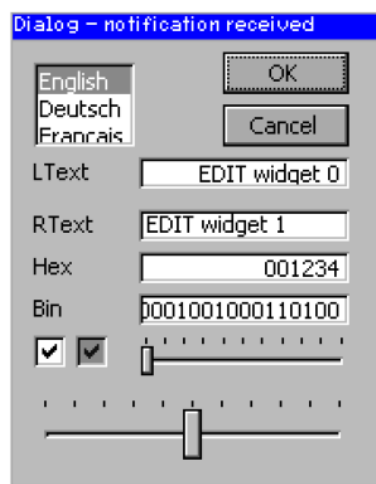 Dialog - notification received
English
OK
Deutsch
Francais
Cancel
LText
EDIT widget 0
RText
EDIT widget 1
Hex
001234
Bin
0001001000110100